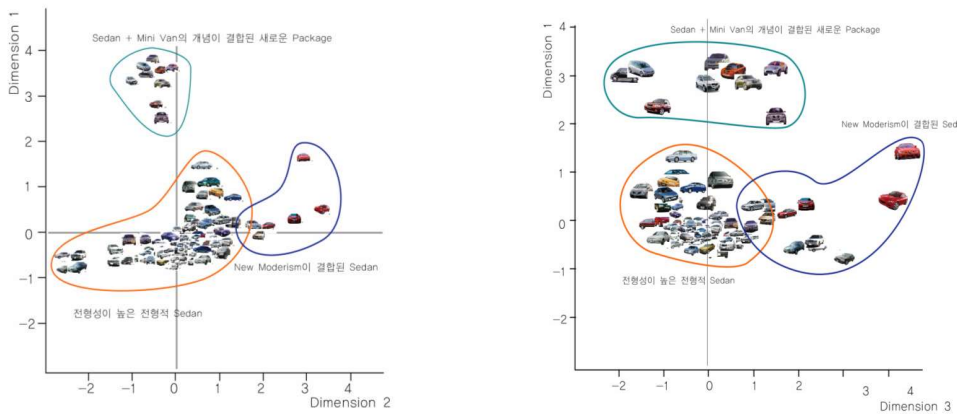 Dimension 1
Sedan + Mini Van의 개념이 결합된 새로운 Package
4
3
2
1
0
−1
−2
New Moderism이 결합된 Sedan
전형성이 높은 전형적 Sedan
−2
−1
0
1
2
3
4
Dimension 2
Dimension 1
Sedan + Mini Van의 개념이 결합된 새로운 Package
4
3
2
1
0
−1
−2
New Moderism이 결합된 Sed
전형성이 높은 전형적 Sedan
−2
−1
0
1
2
3
4
Dimension 3